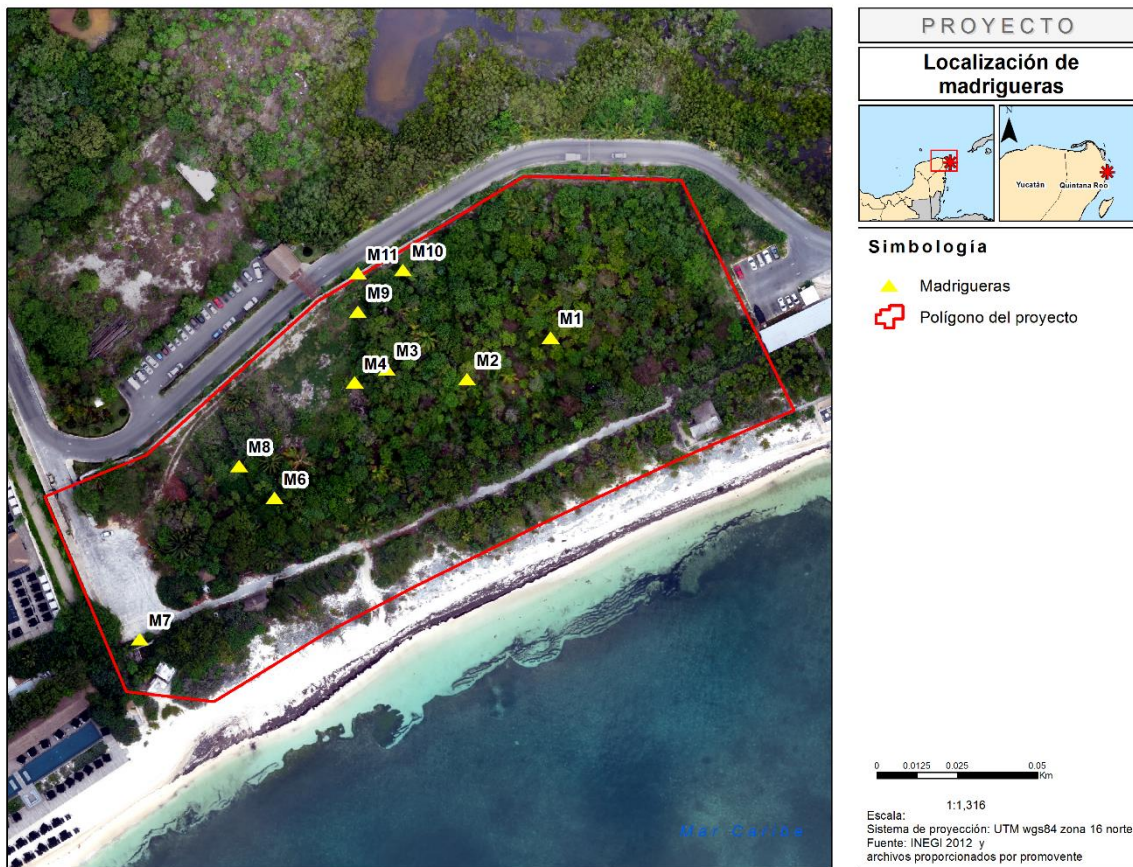 M11
M10
M9
M1
M3
M4
M2
M8
M6
M7
Mar Caribe
PROYECTO
Localización de
madrigueras
N
Yucatán
Quintana Roo
Simbología
Madrigueras
Polígono del proyecto
0 0.0125 0.025 0.05
Km
1:1,316
Escala:
Sistema de proyección: UTM wgs84 zona 16 norte
Fuente: INEGI 2012 y
archivos proporcionados por promovente